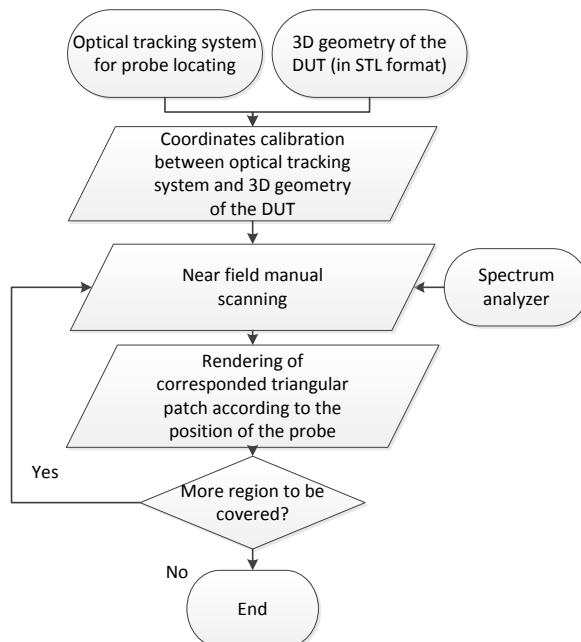 Optical tracking system
for probe locating
3D geometry of the
DUT (in STL format)
Coordinates calibration
between optical tracking
system and 3D geometry
of the DUT
Near field manual
scanning
Spectrum
analyzer
Rendering of
corresponded triangular
patch according to the
position of the probe
Yes
More region to be
covered?
No
End